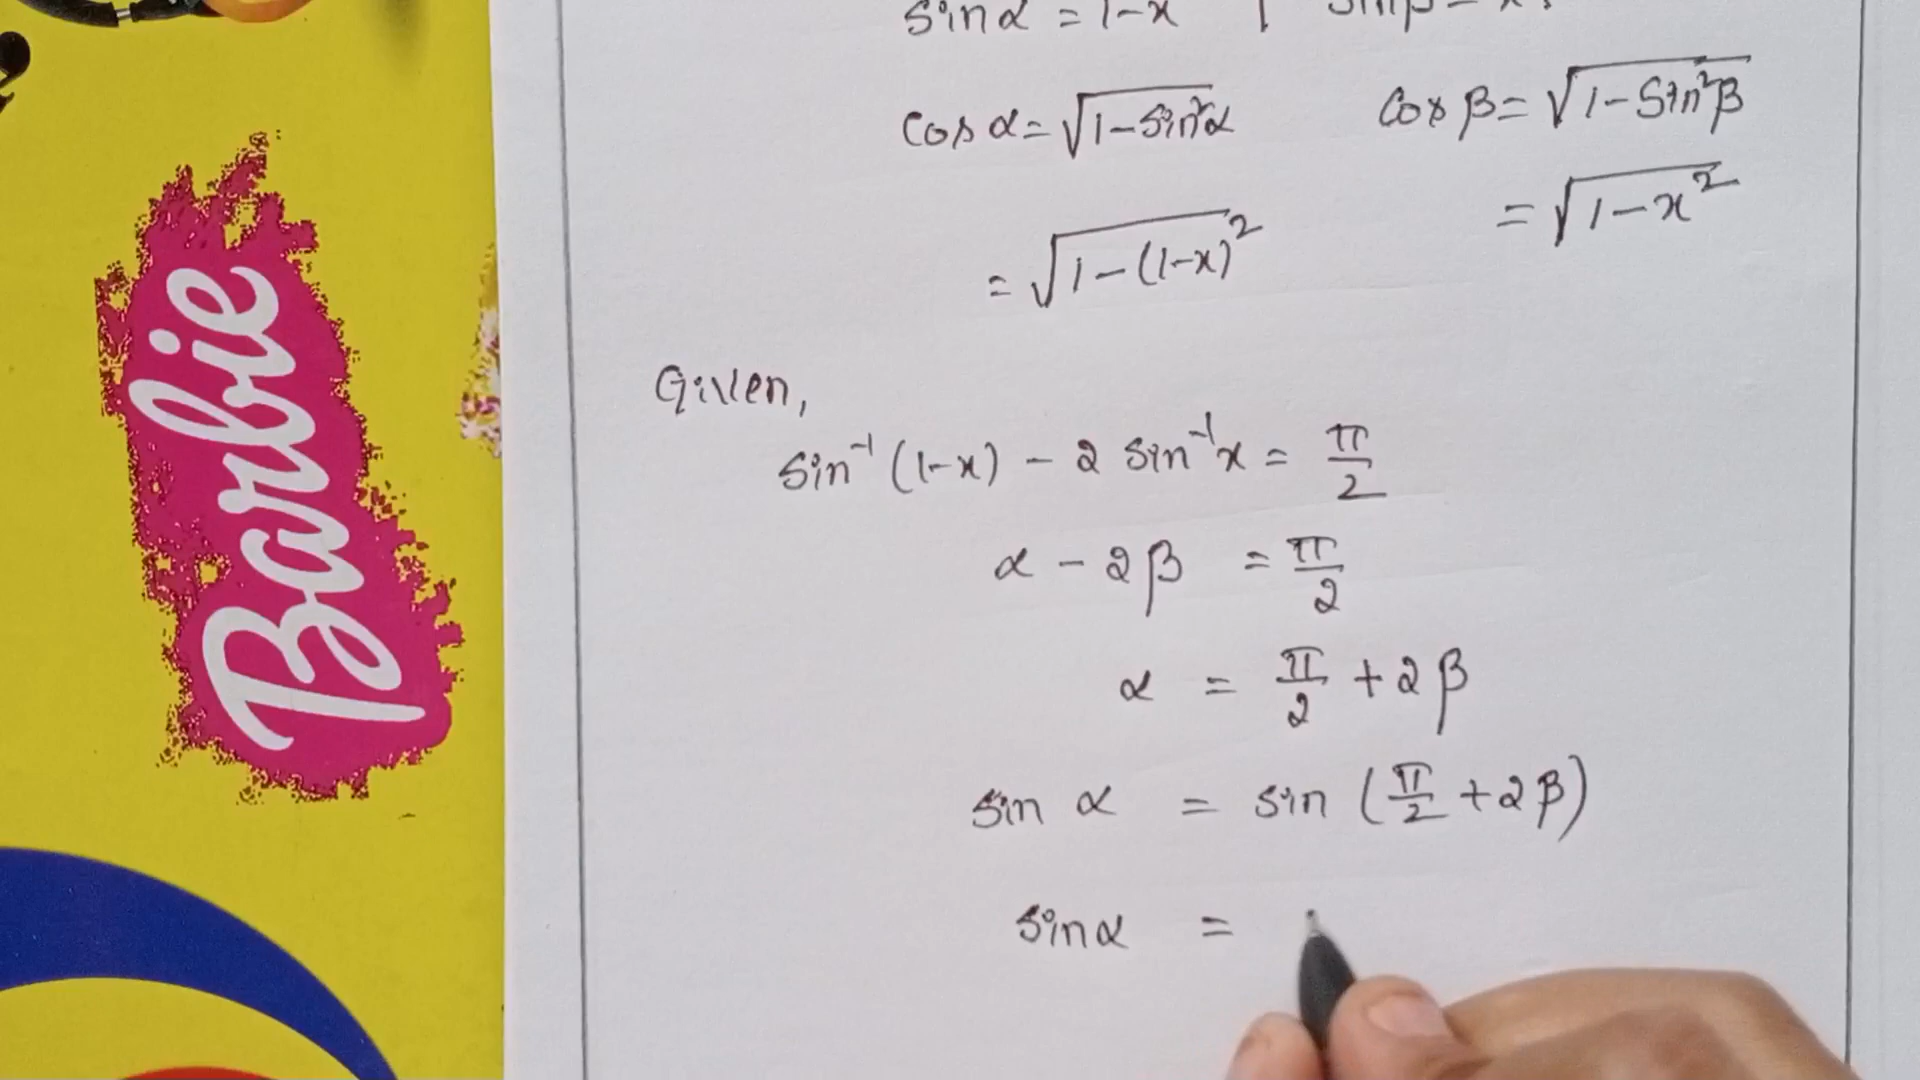 sin α = 1-x | sin β = x.
cos α = √1-sin²α cos β = √1-sin²β
= √1-(1-x)² = √1-x²
Given,
sin⁻¹ (1-x) - 2 sin⁻¹x = π/2
α - 2β = π/2
α = π/2 + 2β
sin α = sin (π/2 + 2β)
sin α =
Barbie